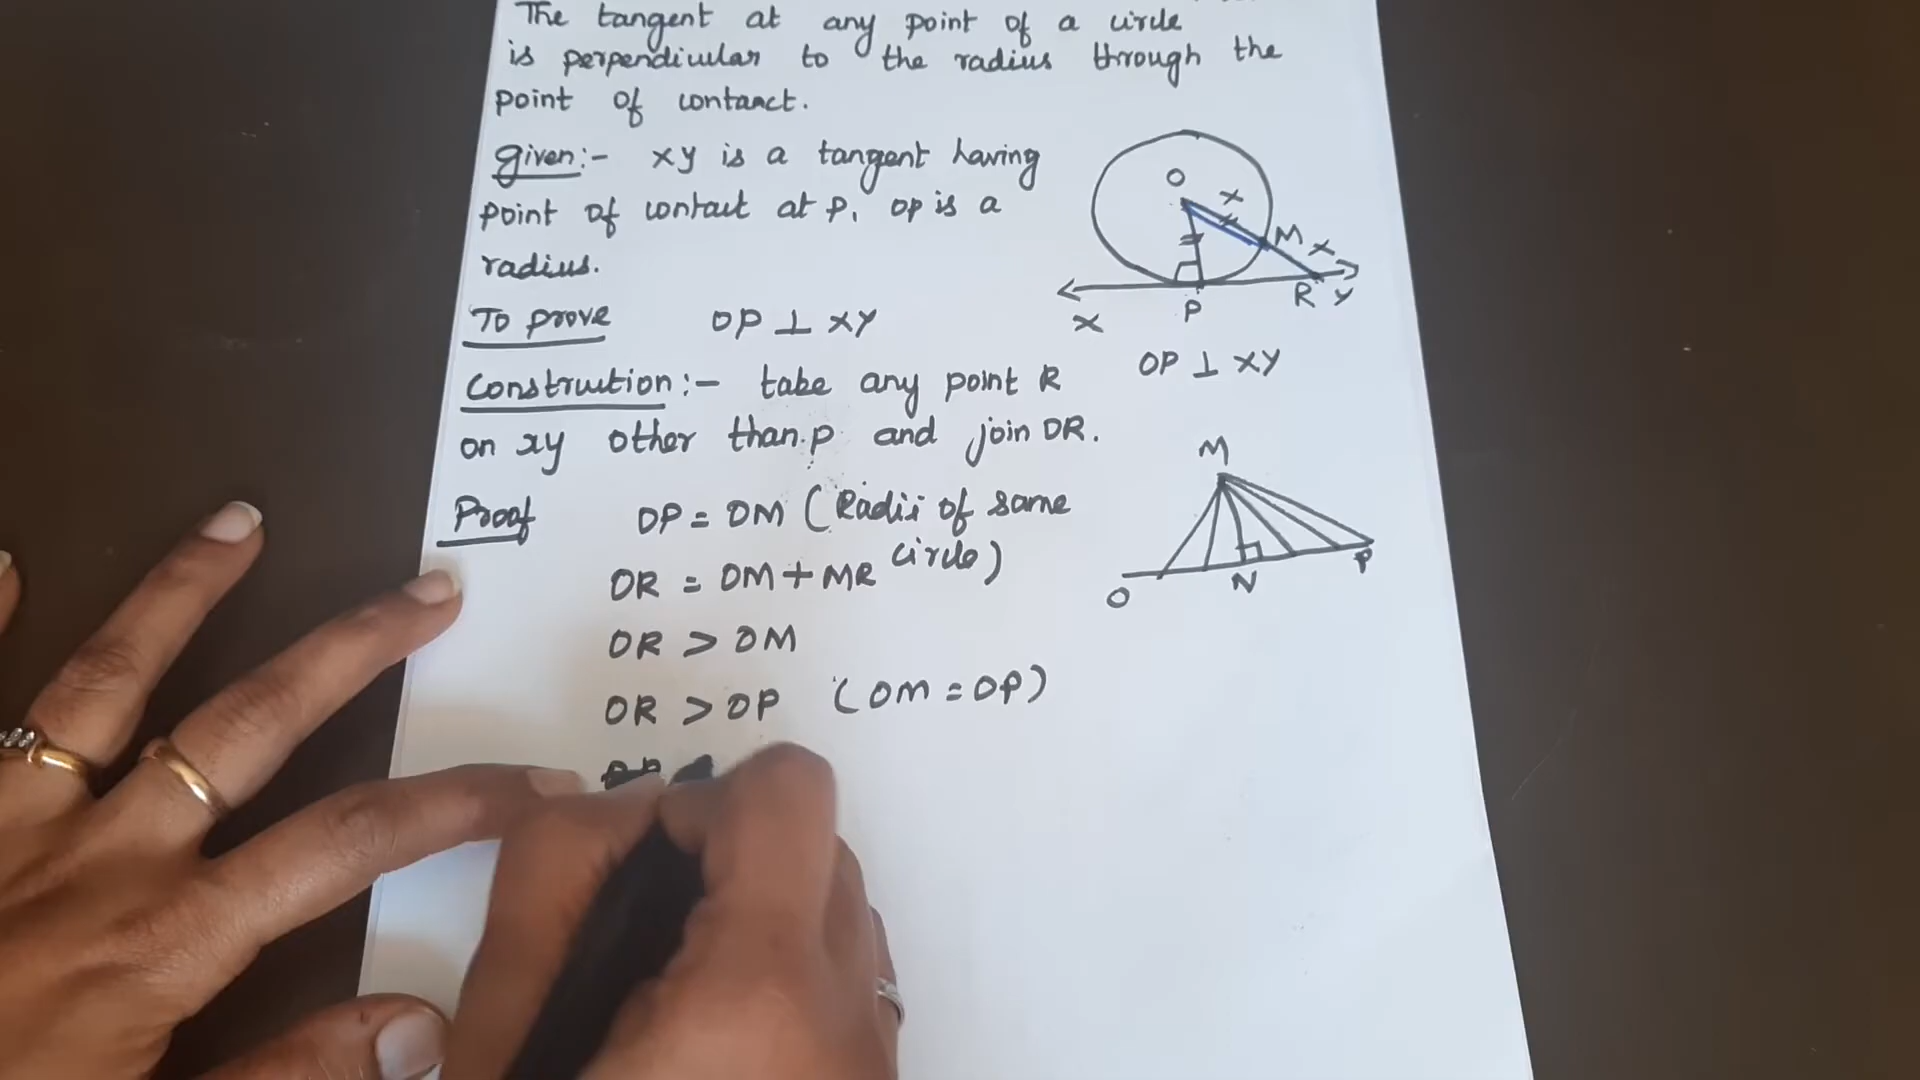 The tangent at any point of a circle
is perpendicular to the radius through the
point of contanct.
Given:- xy is a tangent having
point of contact at P, OP is a
radius.
To prove OP ⊥ XY
Construction:- take any point R
on xy other than P and join OR.
Proof OP = OM (Radii of same
circle)
OR = OM + MR
OR > OM
OR > OP (OM = OP)
O
x
M
x
R
Y
P
x
OP ⊥ XY
M
O
N
P